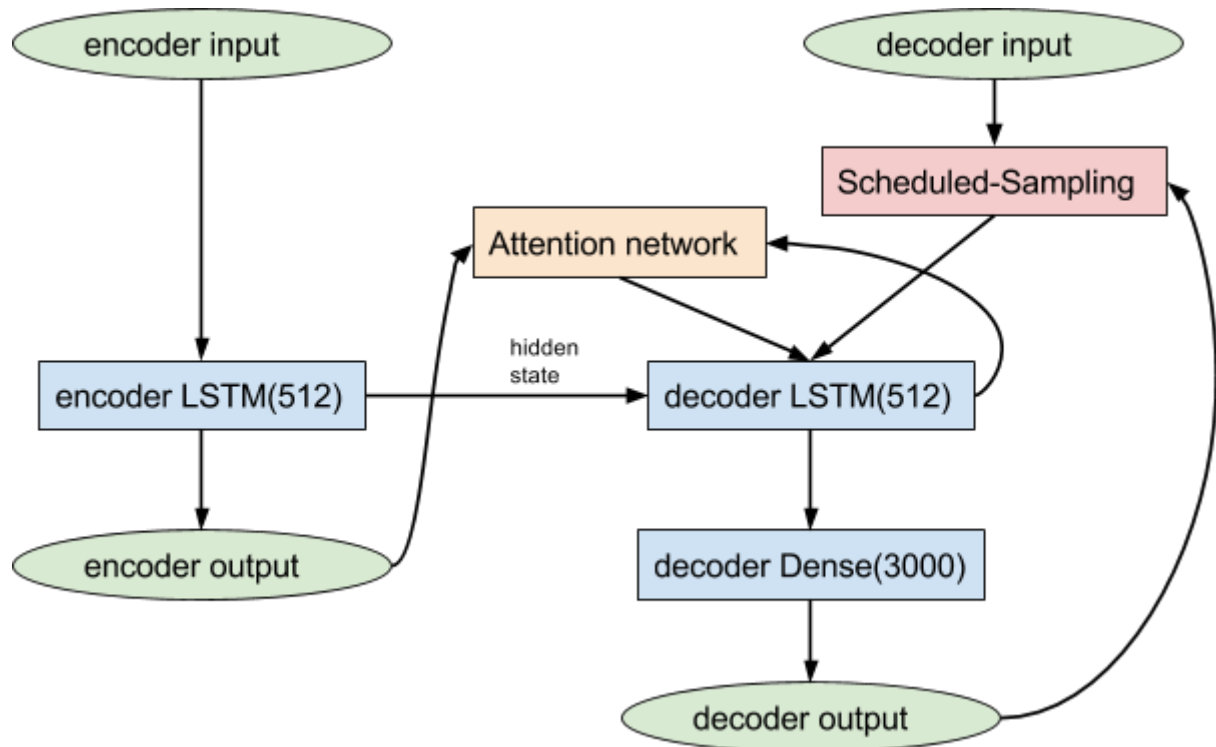 encoder input
decoder input
Scheduled-Sampling
Attention network
hidden
state
encoder LSTM(512)
decoder LSTM(512)
encoder output
decoder Dense(3000)
decoder output